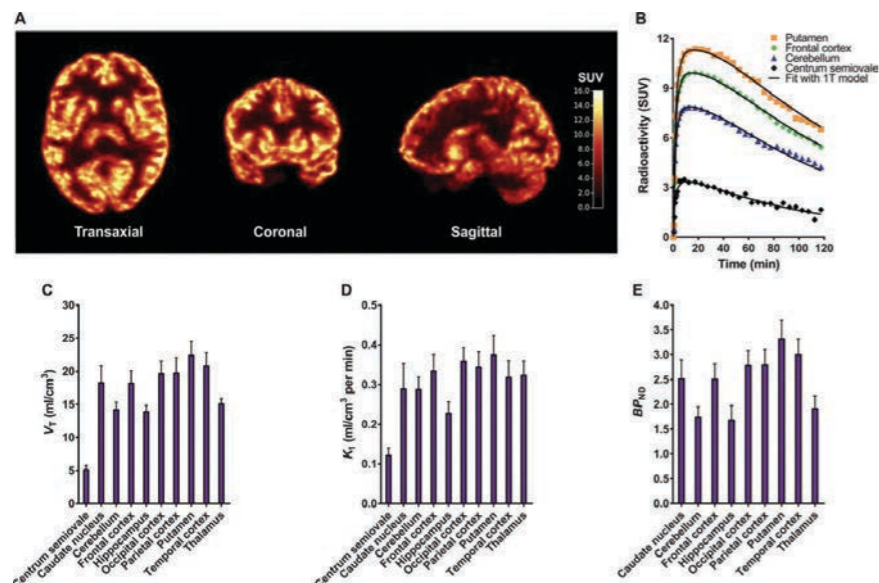 A
SUV
16.0
14.0
12.0
10.0
8.0
6.0
4.0
2.0
0.0
Transaxial
Coronal
Sagittal
B
Putamen
Frontal cortex
Cerebellum
Centrum semiovale
Fit with 1T model
Radioactivity (SUV)
12
9
6
3
0
0 20 40 60 80 100 120
Time (min)
C
VT (ml/cm³)
30
25
20
15
10
5
0
Centrum semiovale
Caudate nucleus
Cerebellum
Frontal cortex
Hippocampus
Occipital cortex
Parietal cortex
Putamen
Temporal cortex
Thalamus
D
K1 (ml/cm³ per min)
0.5
0.4
0.3
0.2
0.1
0.0
Centrum semiovale
Caudate nucleus
Cerebellum
Frontal cortex
Hippocampus
Occipital cortex
Parietal cortex
Putamen
Temporal cortex
Thalamus
E
BPND
4.0
3.5
3.0
2.5
2.0
1.5
1.0
0.5
0.0
Caudate nucleus
Cerebellum
Frontal cortex
Hippocampus
Occipital cortex
Parietal cortex
Putamen
Temporal cortex
Thalamus